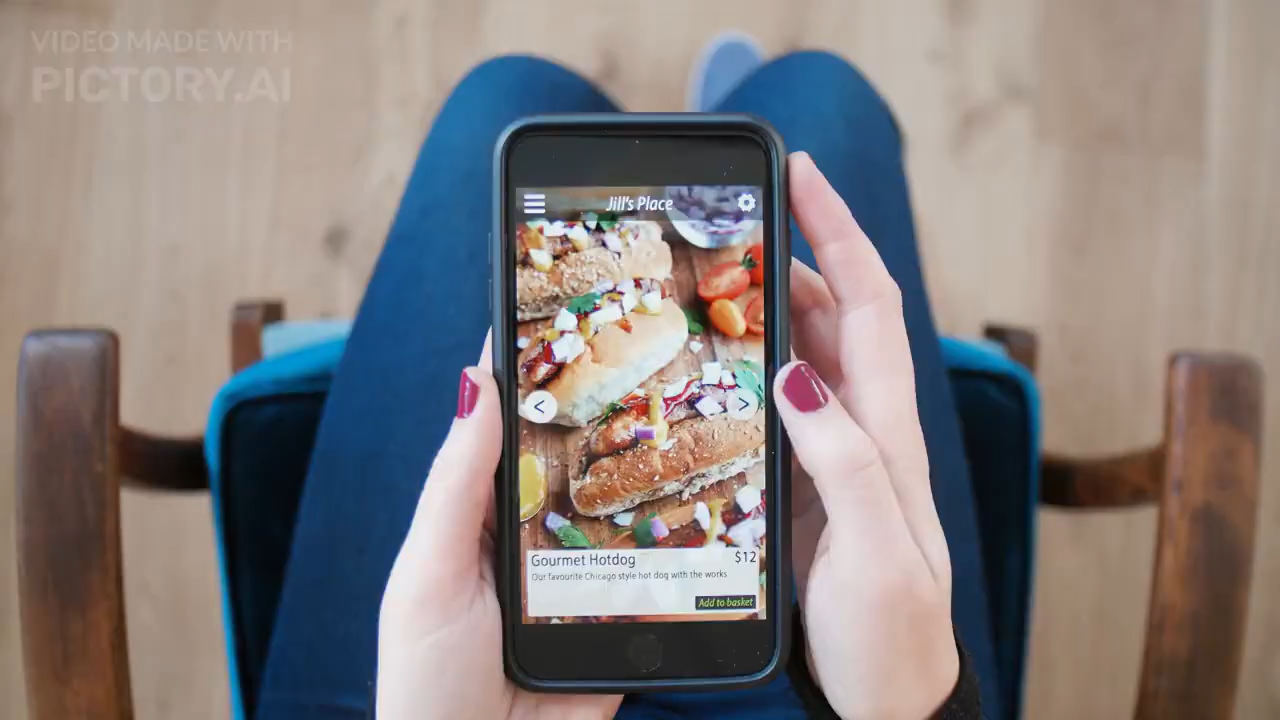 VIDEO MADE WITH
PICTORY.AI
Jill's Place
<
>
Gourmet Hotdog $12
Our favourite Chicago style hot dog with the works
Add to basket